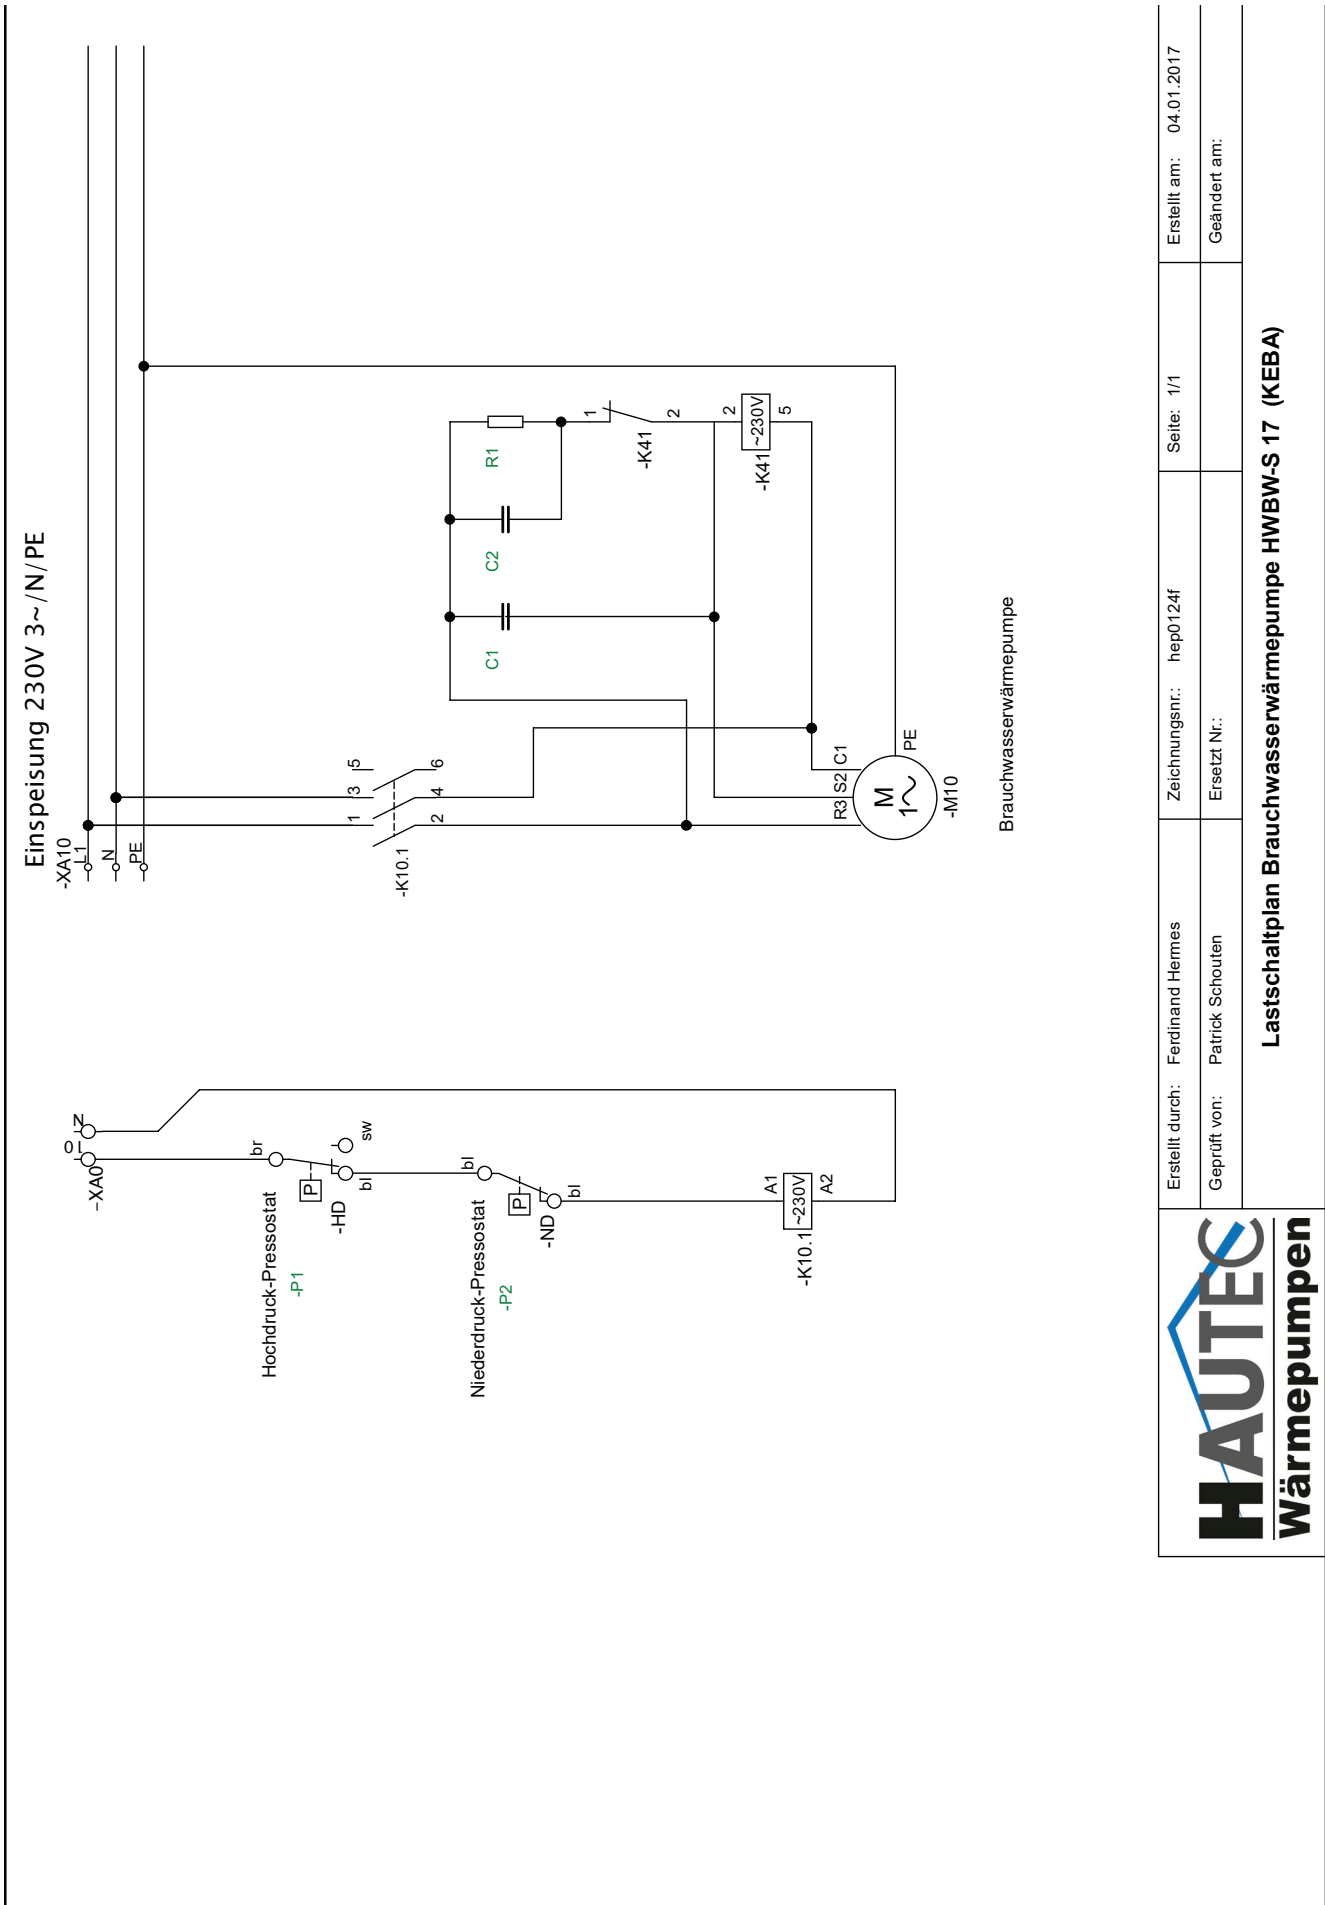 Einspeisung 230V 3~/N/PE
-XA0
0
L
N
-XA10
L1
N
PE
Hochdruck-Pressostat
-P1
br
P
-HD
bl
sw
Niederdruck-Pressostat
-P2
bl
P
-ND
bl
-K10.1
~230V
A1
A2
-K10.1
1
3
5
2
4
6
C1
C2
R1
-K41
1
2
-K41
~230V
2
5
R3
S2
C1
M
1~
PE
-M10
Brauchwasserwärmepumpe
HAUTEC
Wärmepumpen
Erstellt durch: Ferdinand Hermes
Zeichnungsnr.: hep0124f
Seite: 1/1
Erstellt am: 04.01.2017
Geprüft von: Patrick Schouten
Ersetzt Nr.:
Geändert am:
Lastschaltplan Brauchwasserwärmepumpe HWBW-S 17 (KEBA)